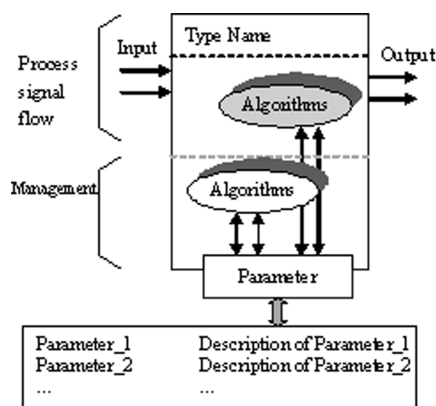 Type Name
Input
Output
Process
signal
flow
Algorithms
Management
Algorithms
Parameter
Parameter_1 Description of Parameter_1
Parameter_2 Description of Parameter_2
... ...